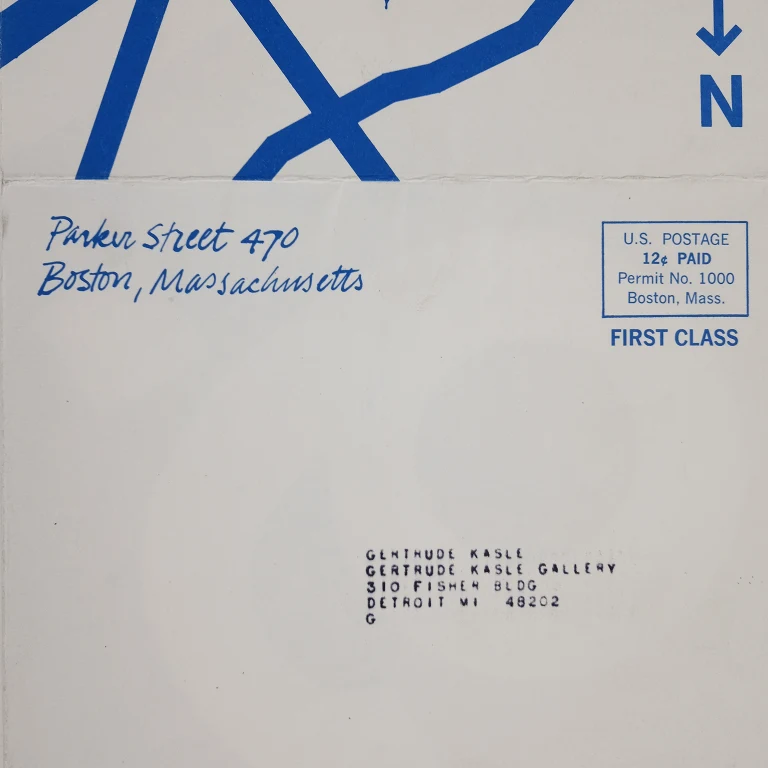 N
Parker Street 470
Boston, Massachusetts
U.S. POSTAGE
12¢ PAID
Permit No. 1000
Boston, Mass.
FIRST CLASS
GERTRUDE KASLE
GERTRUDE KASLE GALLERY
310 FISHER BLDG
DETROIT MI 48202
G